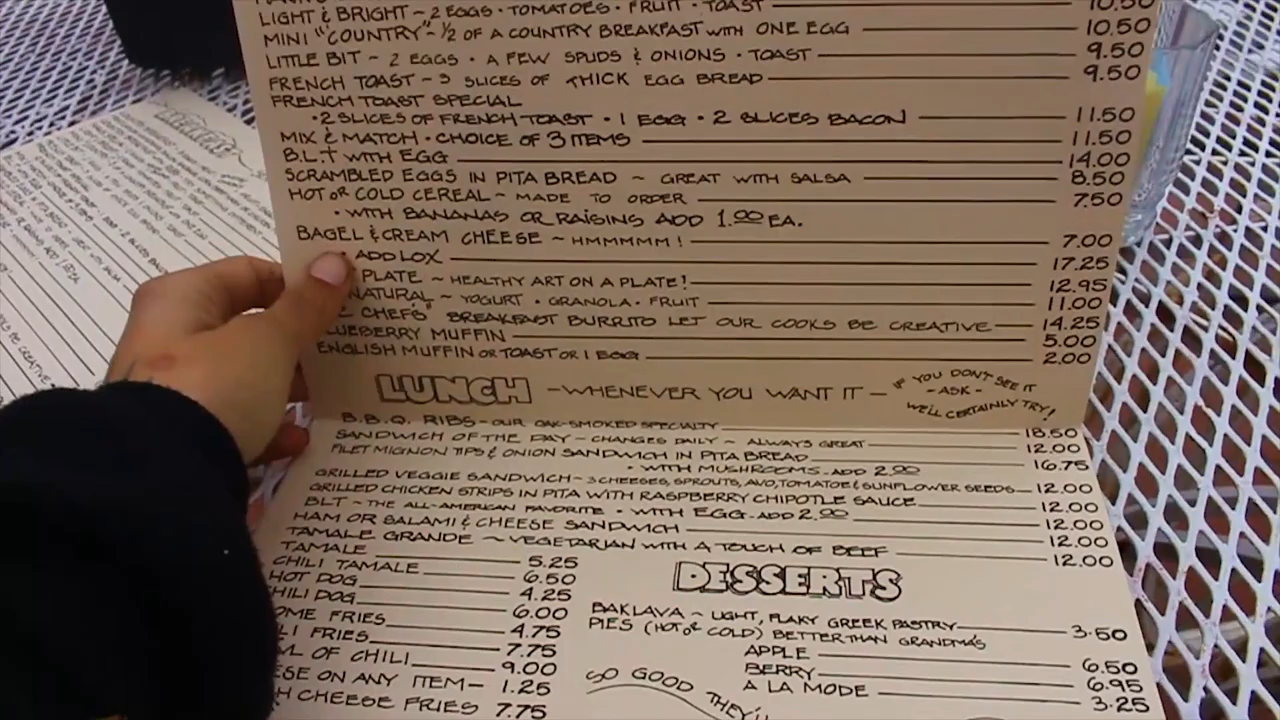 LIGHT & BRIGHT ~ 2 EGGS · TOMATOES · FRUIT · TOAST 10.50
MINI "COUNTRY" ~ ½ OF A COUNTRY BREAKFAST WITH ONE EGG 10.50
LITTLE BIT ~ 2 EGGS · A FEW SPUDS & ONIONS · TOAST 9.50
FRENCH TOAST ~ 3 SLICES OF THICK EGG BREAD 9.50
FRENCH TOAST SPECIAL
· 2 SLICES OF FRENCH TOAST · 1 EGG · 2 SLICES BACON 11.50
MIX & MATCH · CHOICE OF 3 ITEMS 11.50
B.L.T WITH EGG 14.00
SCRAMBLED EGGS IN PITA BREAD ~ GREAT WITH SALSA 8.50
HOT OR COLD CEREAL ~ MADE TO ORDER 7.50
· WITH BANANAS OR RAISINS ADD 1.00 EA.
BAGEL & CREAM CHEESE ~ HMMMMM! 7.00
· ADD LOX 17.25
PLATE ~ HEALTHY ART ON A PLATE! 12.95
NATURAL ~ YOGURT · GRANOLA · FRUIT 11.00
CHEF'S" BREAKFAST BURRITO LET OUR COOKS BE CREATIVE 14.25
UEBERRY MUFFIN 5.00
ENGLISH MUFFIN OR TOAST OR 1 EGG 2.00
LUNCH ~ WHENEVER YOU WANT IT ~
IF YOU DON'T SEE IT
- ASK -
WE'LL CERTAINLY TRY!
B.B.Q. RIBS ~ OUR OAK-SMOKED SPECIALTY 18.50
SANDWICH OF THE DAY ~ CHANGES DAILY ~ ALWAYS GREAT 12.00
FILET MIGNON TIPS & ONION SANDWICH IN PITA BREAD 16.75
· WITH MUSHROOMS ADD 2.00
GRILLED VEGGIE SANDWICH ~ 3 CHEESES, SPROUTS, AVO, TOMATOE & SUNFLOWER SEEDS 12.00
GRILLED CHICKEN STRIPS IN PITA WITH RASPBERRY CHIPOTLE SAUCE 12.00
BLT ~ THE ALL-AMERICAN FAVORITE · WITH EGG ADD 2.00 12.00
HAM OR SALAMI & CHEESE SANDWICH 12.00
TAMALE GRANDE ~ VEGETARIAN WITH A TOUCH OF BEEF 12.00
TAMALE 5.25
CHILI TAMALE 6.50
HOT DOG 4.25
HILI DOG 6.00
OME FRIES 4.75
LI FRIES 7.75
WL OF CHILI 9.00
ESE ON ANY ITEM 1.25
H CHEESE FRIES 7.75
DESSERTS
BAKLAVA ~ LIGHT, FLAKY GREEK PASTRY 3.50
PIES (HOT OR COLD) BETTER THAN GRANDMA'S
APPLE 6.50
BERRY 6.95
A LA MODE 3.25
SO GOOD THEY'LL